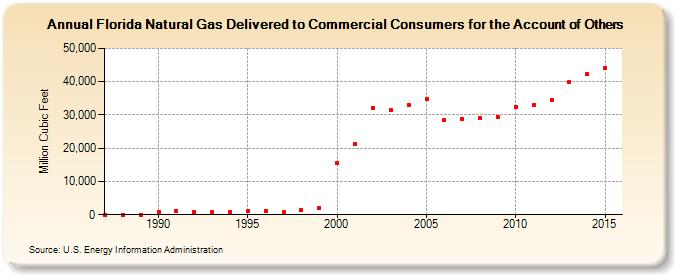 Annual Florida Natural Gas Delivered to Commercial Consumers for the Account of Others
Million Cubic Feet
50,000
40,000
30,000
20,000
10,000
0
1990 1995 2000 2005 2010 2015
Source: U.S. Energy Information Administration